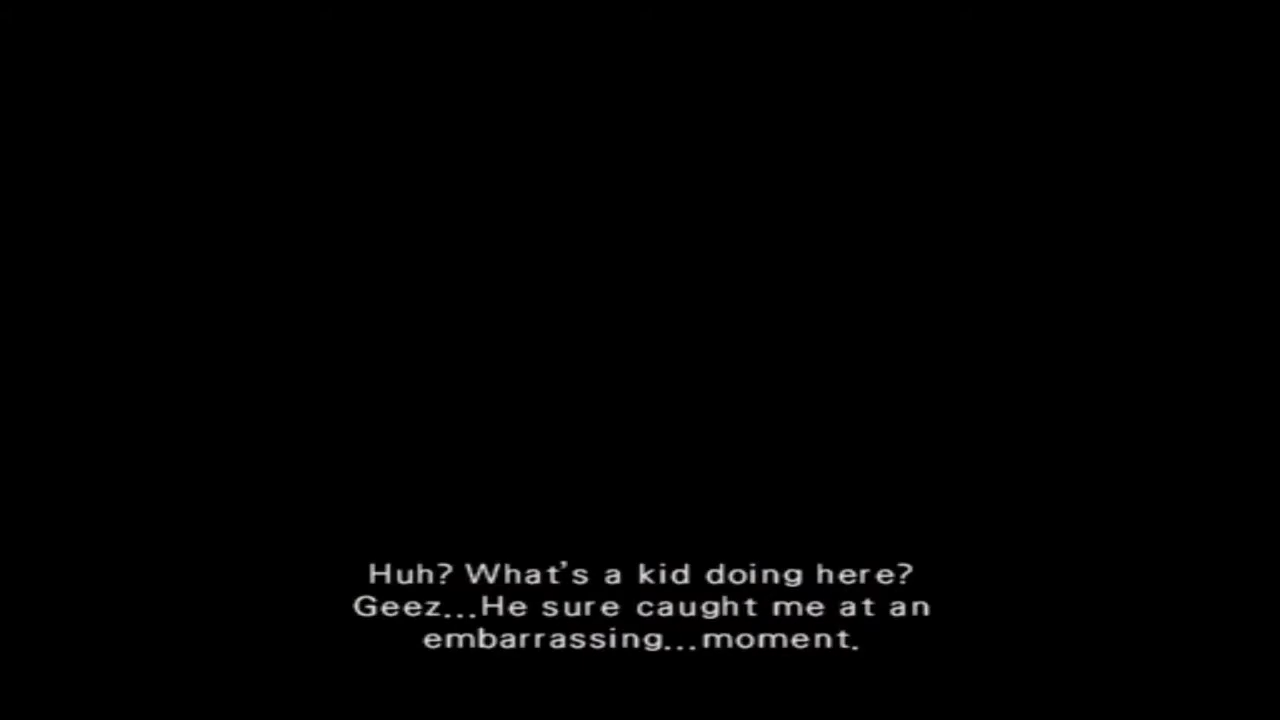 Huh? What's a kid doing here?
Geez...He sure caught me at an
embarrassing...moment.